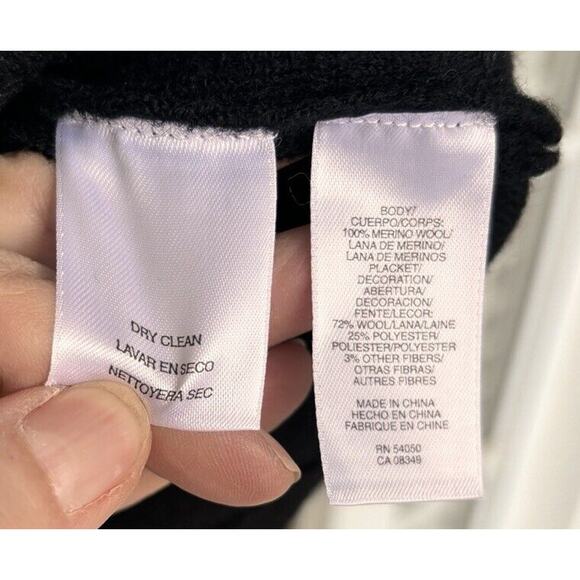 DRY CLEAN
LAVAR EN SECO
NETTOYERA SEC
BODY/
CUERPO/CORPS:
100% MERINO WOOL/
LANA DE MERINO/
LANA DE MERINOS
PLACKET/
DECORATION/
ABERTURA/
DECORACION/
FENTE/LECOR:
72% WOOL/LANA/LAINE
25% POLYESTER/
POLIESTER/POLYESTER
3% OTHER FIBERS/
OTRAS FIBRAS/
AUTRES FIBRES
MADE IN CHINA
HECHO EN CHINA
FABRIQUE EN CHINE
RN 54050
CA 08349